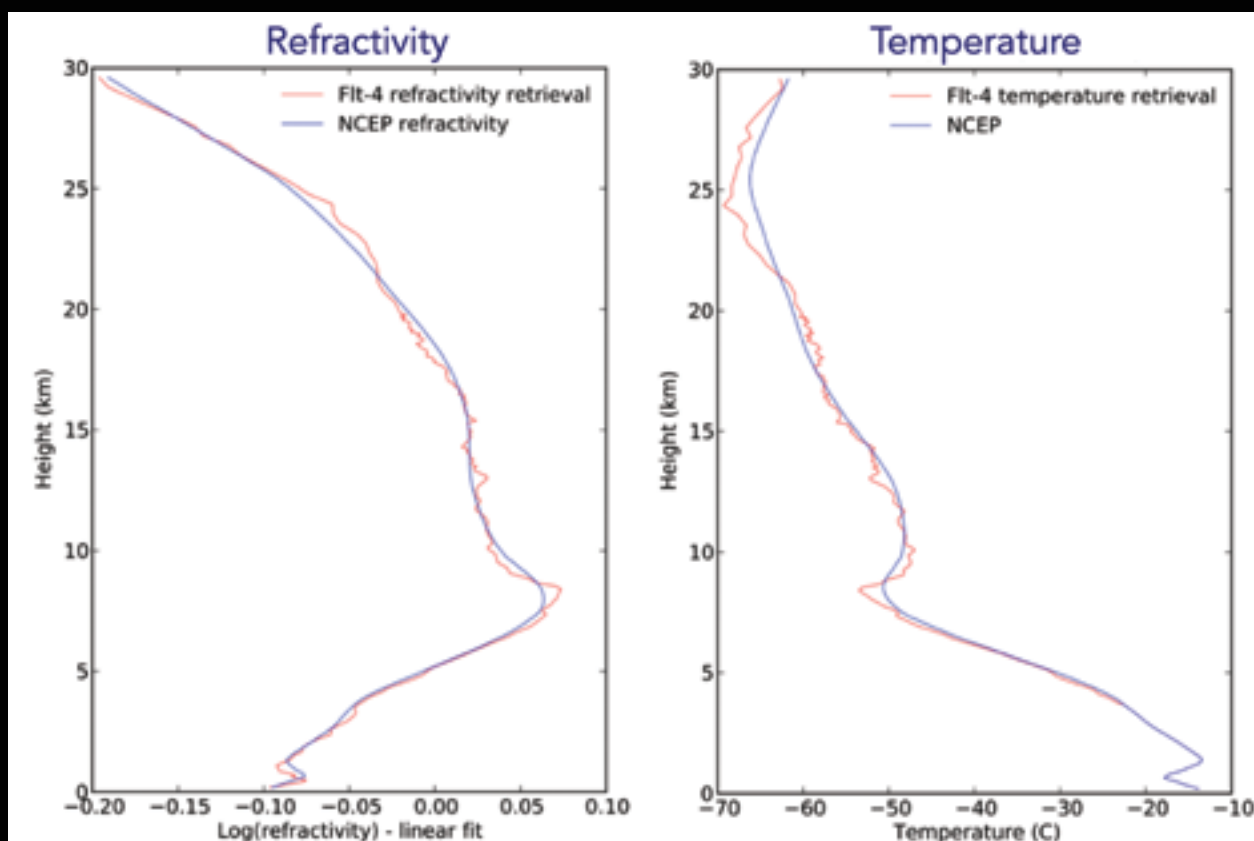 Refractivity
Temperature
30
25
20
15
10
5
0
Height (km)
Flt-4 refractivity retrieval
NCEP refractivity
−0.20 −0.15 −0.10 −0.05 0.00 0.05 0.10
Log(refractivity) - linear fit
30
25
20
15
10
5
0
Height (km)
Flt-4 temperature retrieval
NCEP
−70 −60 −50 −40 −30 −20 −10
Temperature (C)